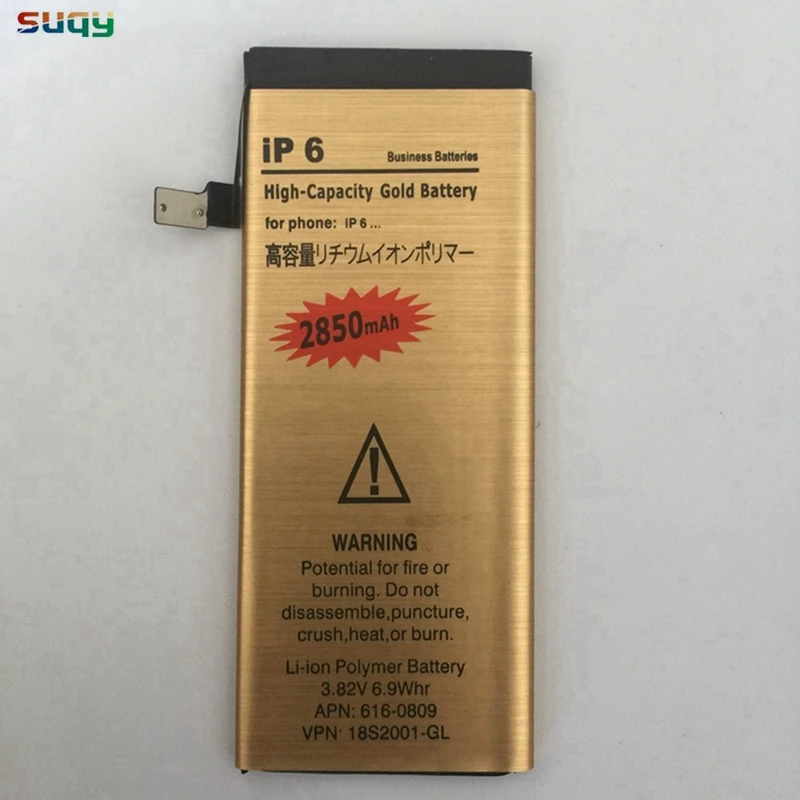 suqy
iP 6 Business Batteries
High-Capacity Gold Battery
for phone: iP 6 ...
高容量リチウムイオンポリマー
2850mAh
!
WARNING
Potential for fire or
burning. Do not
disassemble,puncture,
crush,heat,or burn.
Li-ion Polymer Battery
3.82V 6.9Whr
APN: 616-0809
VPN: 18S2001-GL